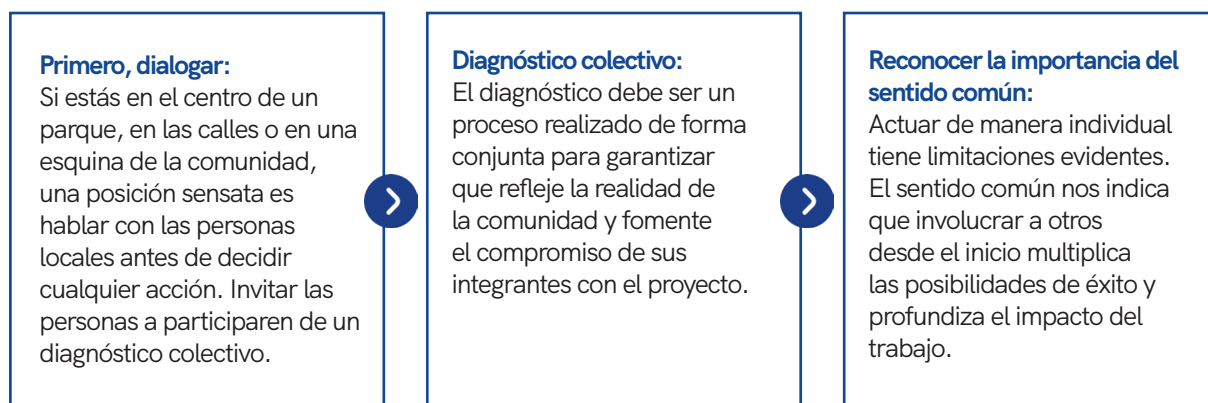 Primero, dialogar:
Si estás en el centro de un
parque, en las calles o en una
esquina de la comunidad,
una posición sensata es
hablar con las personas
locales antes de decidir
cualquier acción. Invitar las
personas a participaren de un
diagnóstico colectivo.
Diagnóstico colectivo:
El diagnóstico debe ser un
proceso realizado de forma
conjunta para garantizar
que refleje la realidad de
la comunidad y fomente
el compromiso de sus
integrantes con el proyecto.
Reconocer la importancia del
sentido común:
Actuar de manera individual
tiene limitaciones evidentes.
El sentido común nos indica
que involucrar a otros
desde el inicio multiplica
las posibilidades de éxito y
profundiza el impacto del
trabajo.